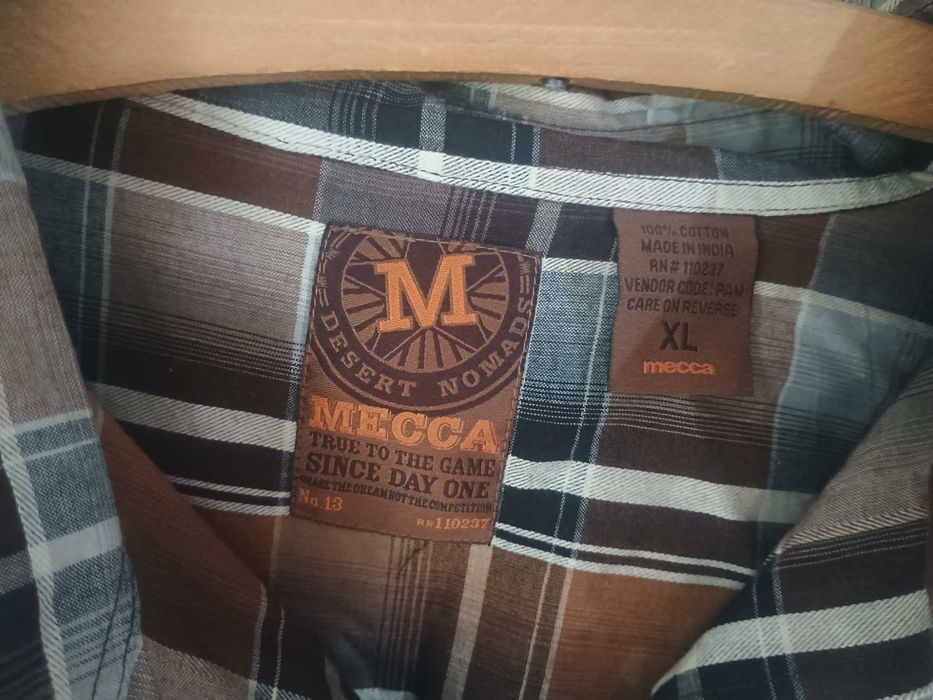 M
DESERT NOMADS
MECCA
TRUE TO THE GAME
SINCE DAY ONE
CHASE THE DREAM NOT THE COMPETITION
No.13
RN#110237
100% COTTON
MADE IN INDIA
RN# 110237
VENDOR CODE: PAM
CARE ON REVERSE
XL
mecca